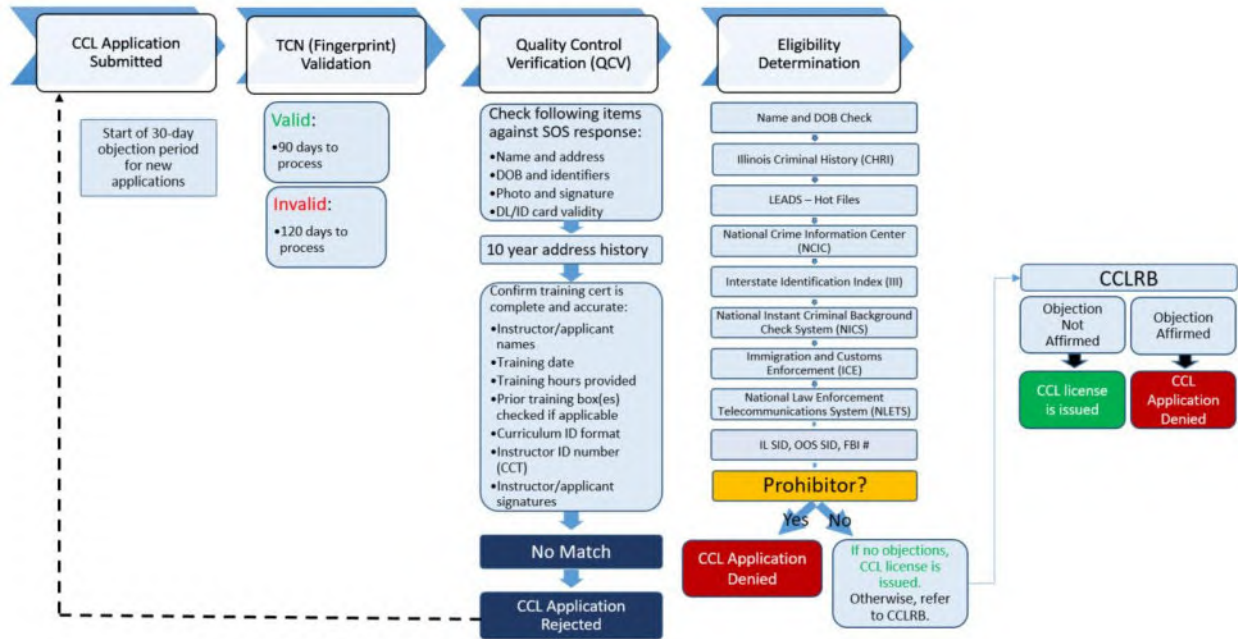 CCL Application
Submitted
Start of 30-day
objection period
for new
applications
TCN (Fingerprint)
Validation
Valid:
•90 days to
process
Invalid:
•120 days to
process
Quality Control
Verification (QCV)
Check following items
against SOS response:
•Name and address
•DOB and identifiers
•Photo and signature
•DL/ID card validity
10 year address history
Confirm training cert is
complete and accurate:
•Instructor/applicant
names
•Training date
•Training hours provided
•Prior training box(es)
checked if applicable
•Curriculum ID format
•Instructor ID number
(CCT)
•Instructor/applicant
signatures
No Match
CCL Application
Rejected
Eligibility
Determination
Name and DOB Check
Illinois Criminal History (CHRI)
LEADS – Hot Files
National Crime Information Center
(NCIC)
Interstate Identification Index (III)
National Instant Criminal Background
Check System (NICS)
Immigration and Customs
Enforcement (ICE)
National Law Enforcement
Telecommunications System (NLETS)
IL SID, OOS SID, FBI #
Prohibitor?
Yes
No
CCL Application
Denied
If no objections,
CCL license is
issued.
Otherwise, refer
to CCLRB.
CCLRB
Objection
Not
Affirmed
Objection
Affirmed
CCL license
is issued
CCL
Application
Denied